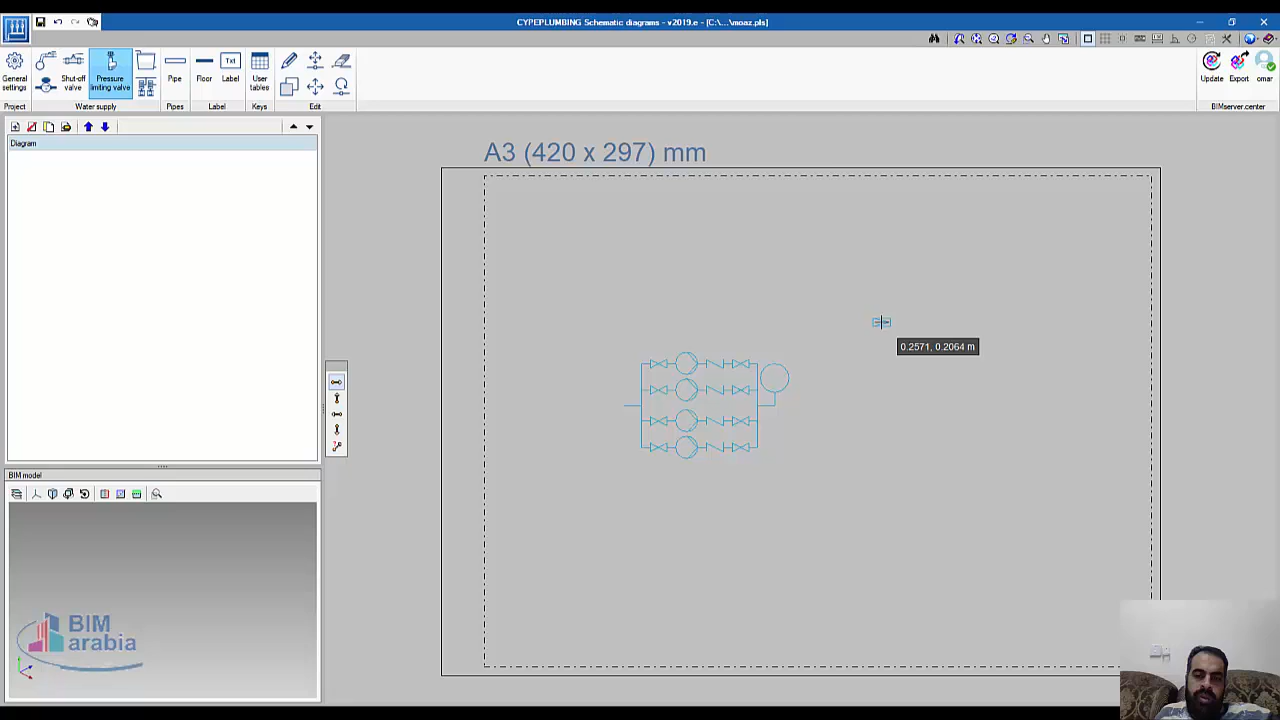 CYPEPLUMBING Schematic diagrams - v2019.e - [C:\...\moaz.pls]
General settings
Shut-off valve
Pressure limiting valve
Pipe
Floor
Txt
Label
User tables
Update
Export
omar
Project
Water supply
Pipes
Label
Keys
Edit
BIMserver.center
Diagram
A3 (420 x 297) mm
0.2571, 0.2064 m
BIM model
BIM
arabia